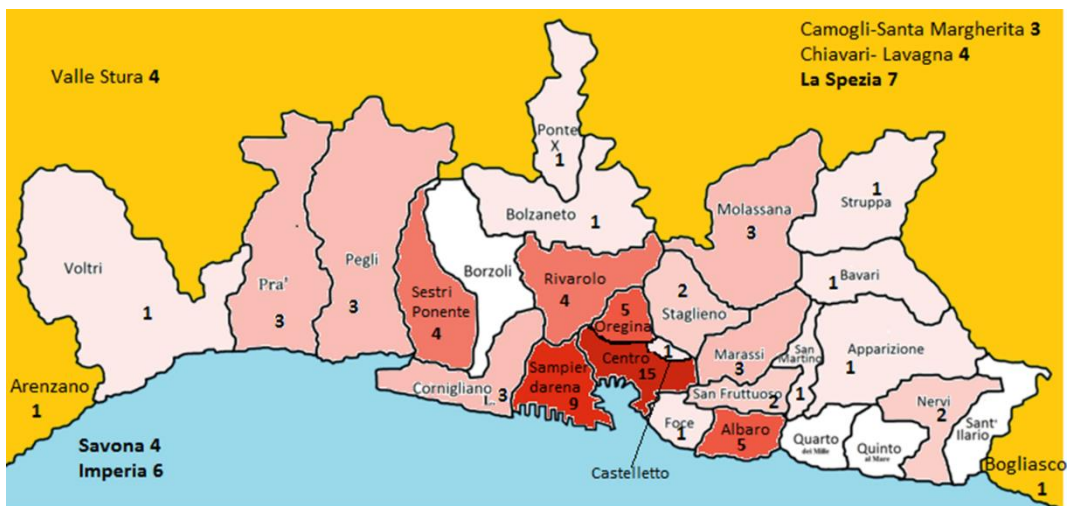 Camogli-Santa Margherita 3
Chiavari- Lavagna 4
La Spezia 7
Valle Stura 4
Ponte
X
1
Struppa
1
Molassana
3
Bolzaneto
1
Voltri
1
Pra'
3
Pegli
3
Borzoli
Sestri
Ponente
4
Rivarolo
4
5
Oregina
2
Staglieno
Bavari
1
Centro
15
1
Marassi
3
San
Martino
1
Apparizione
1
Arenzano
1
Cornigliano
L.
3
Sampier
darena
9
San Fruttuoso
2
Nervi
2
Foce
1
Albaro
5
Quarto
dei Mille
Quinto
al Mare
Sant'
Ilario
Savona 4
Imperia 6
Castelletto
Bogliasco
1